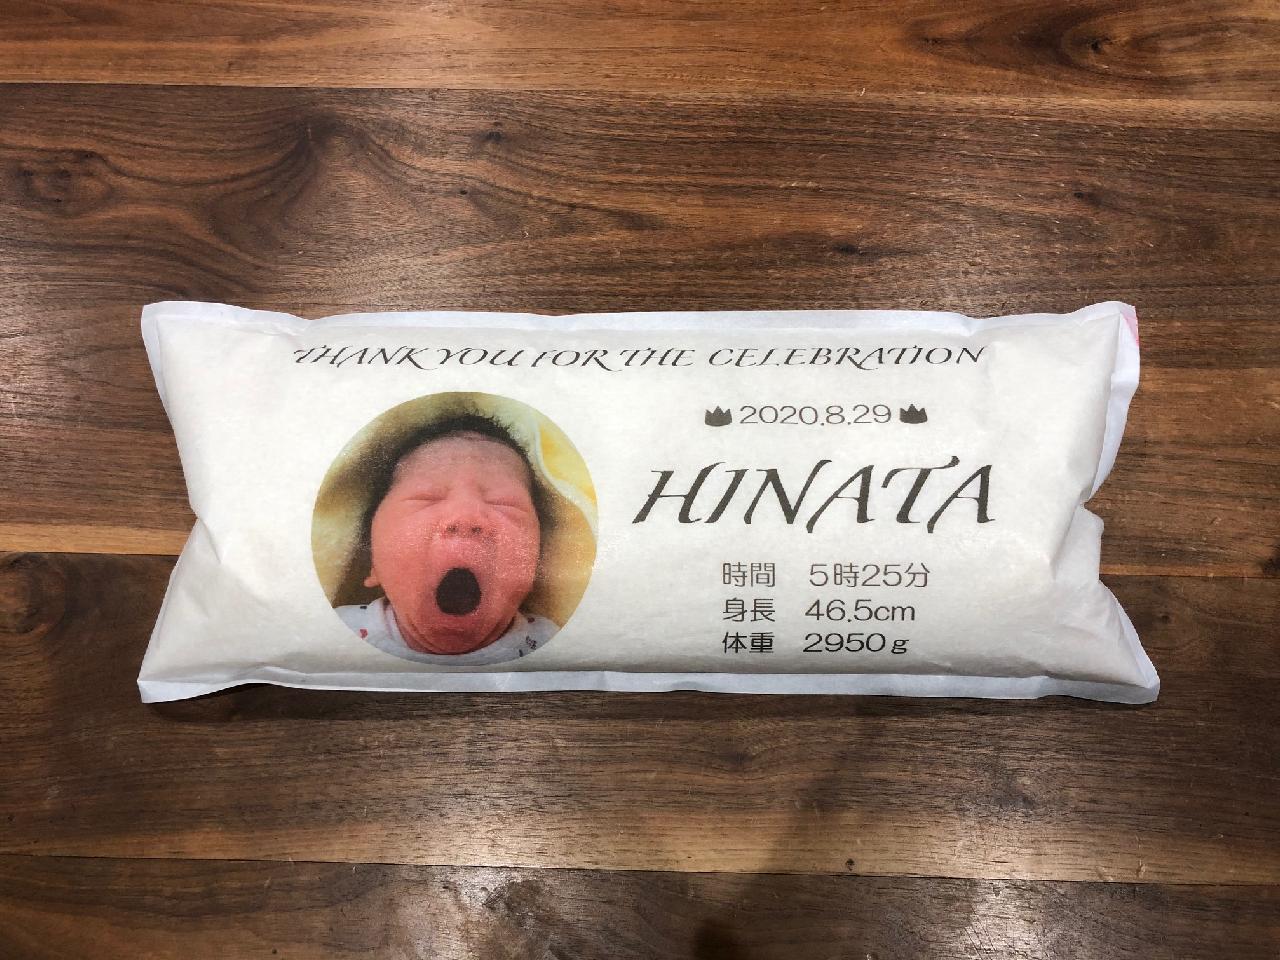 THANK YOU FOR THE CELEBRATION
2020.8.29
HINATA
時間 5時25分
身長 46.5cm
体重 2950g